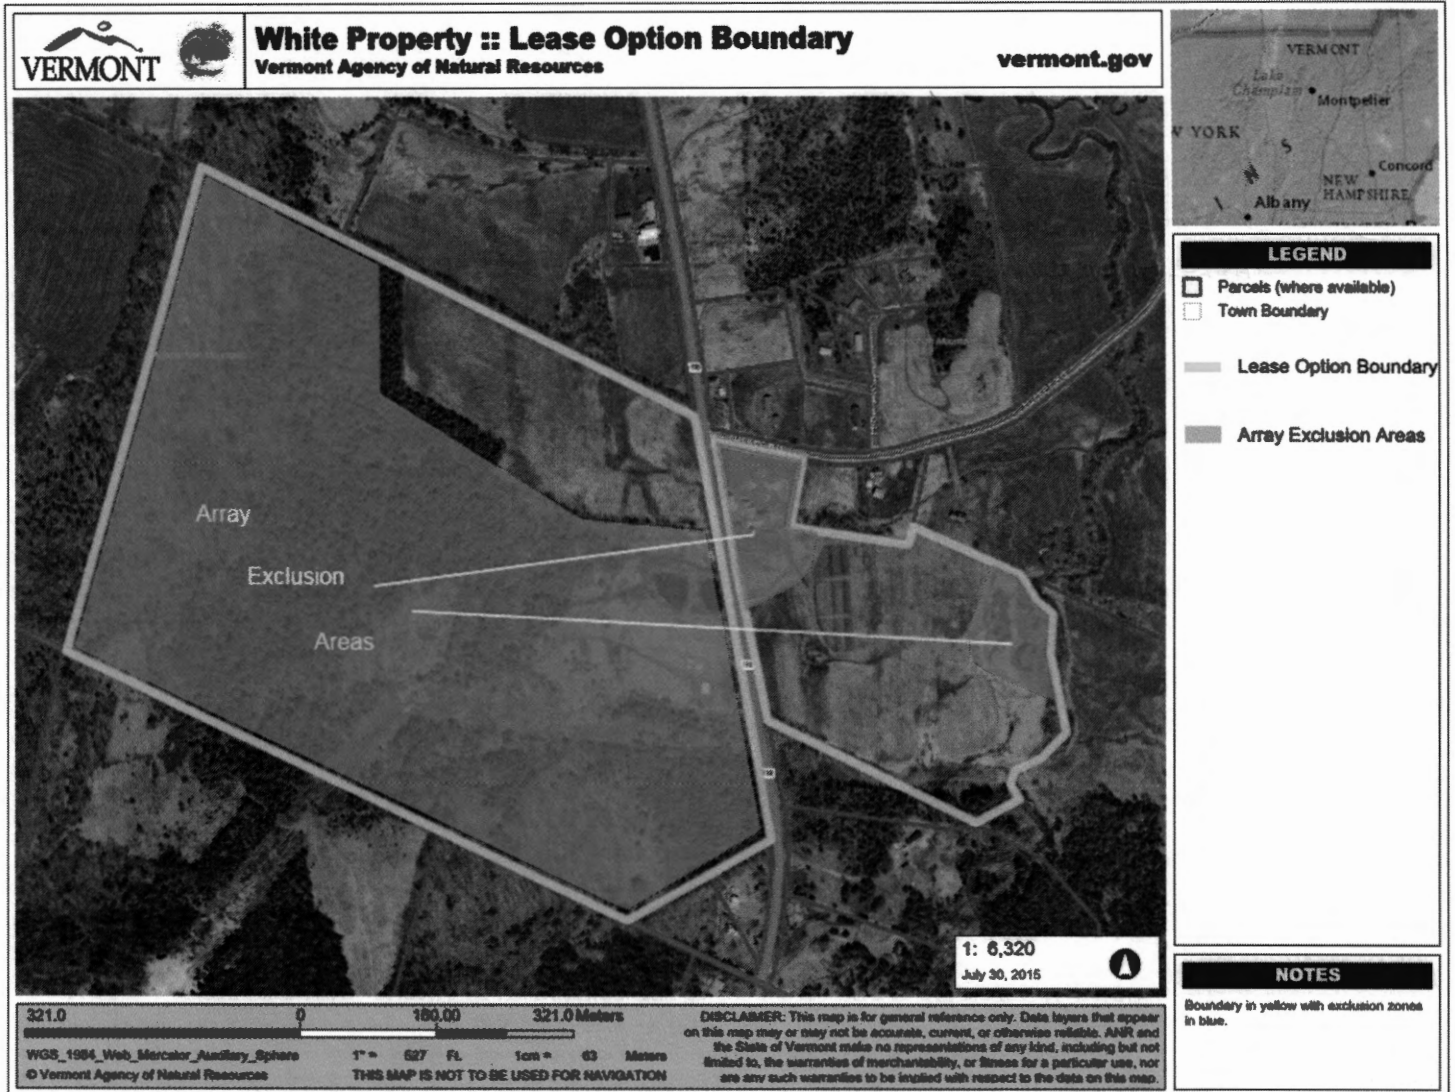 VERMONT
White Property :: Lease Option Boundary
Vermont Agency of Natural Resources
vermont.gov
VERMONT
Lake
Champlain
Montpelier
W YORK
S
Concord
NEW
HAMPSHIRE
Albany
LEGEND
Parcels (where available)
Town Boundary
Lease Option Boundary
Array Exclusion Areas
Array
Exclusion
Areas
1: 6,320
July 30, 2015
NOTES
Boundary in yellow with exclusion zones
in blue.
321.0 0 160.00 321.0 Meters
WGS_1984_Web_Mercator_Auxiliary_Sphere 1" = 527 Ft. 1cm = 63 Meters
© Vermont Agency of Natural Resources THIS MAP IS NOT TO BE USED FOR NAVIGATION
DISCLAIMER: This map is for general reference only. Data layers that appear
on this map may or may not be accurate, current, or otherwise reliable. ANR and
the State of Vermont make no representations of any kind, including but not
limited to, the warranties of merchantability, or fitness for a particular use, nor
are any such warranties to be implied with respect to the data on this map.